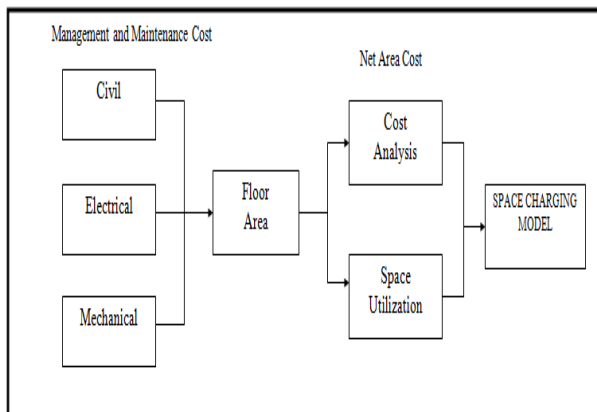 Management and Maintenance Cost
Net Area Cost
Civil
Electrical
Mechanical
Floor
Area
Cost
Analysis
Space
Utilization
SPACE CHARGING
MODEL